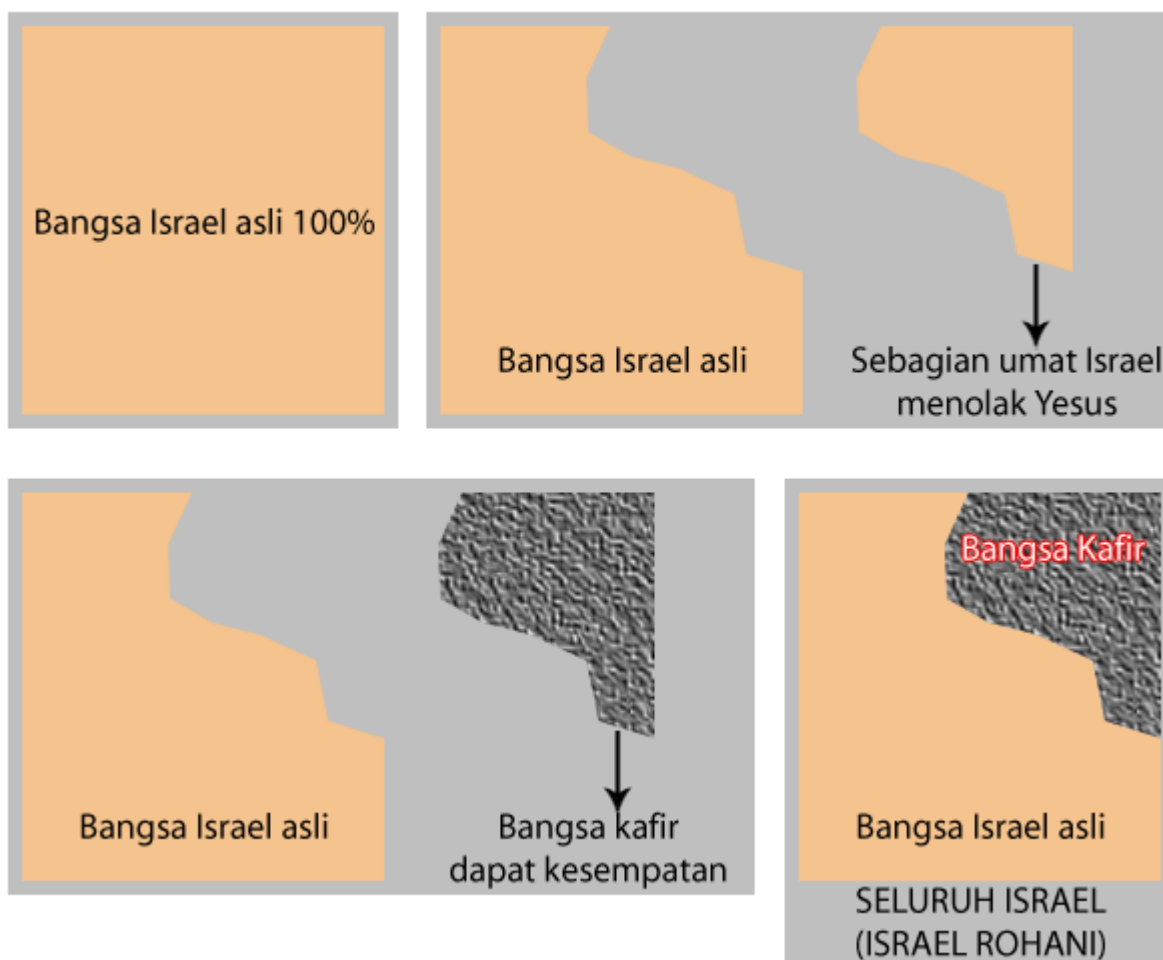 Bangsa Israel asli 100%
Bangsa Israel asli
Sebagian umat Israel
menolak Yesus
Bangsa Israel asli
Bangsa kafir
dapat kesempatan
Bangsa Kafir
Bangsa Israel asli
SELURUH ISRAEL
(ISRAEL ROHANI)